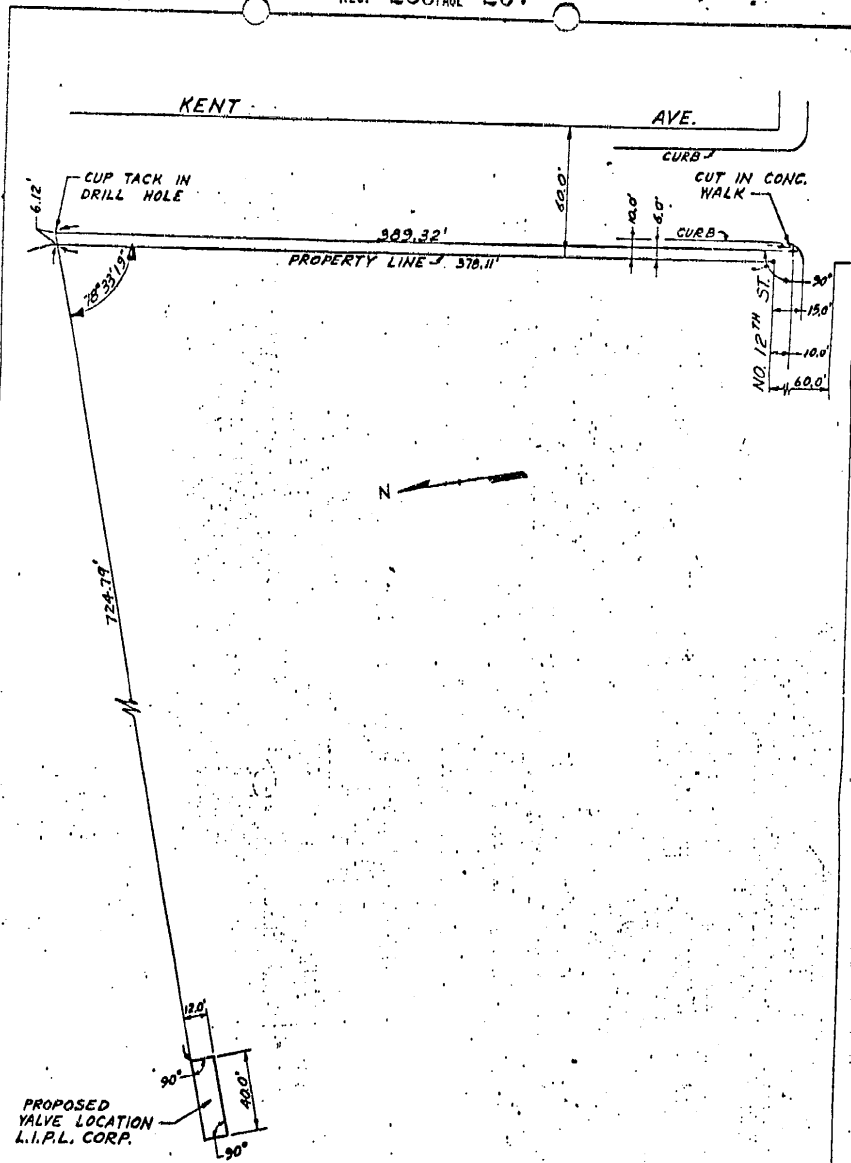 KENT AVE.
CURB
CUP TACK IN
DRILL HOLE
CUT IN CONC.
WALK
6.12'
60.0'
10.0'
6.0'
989.32'
CURB
PROPERTY LINE 978.11'
78°33'19"
90°
15.0'
10.0'
60.0'
NO. 12TH ST.
N
724.79'
12.0'
90°
40.0'
PROPOSED
VALVE LOCATION
L.I.P.L. CORP.
90°